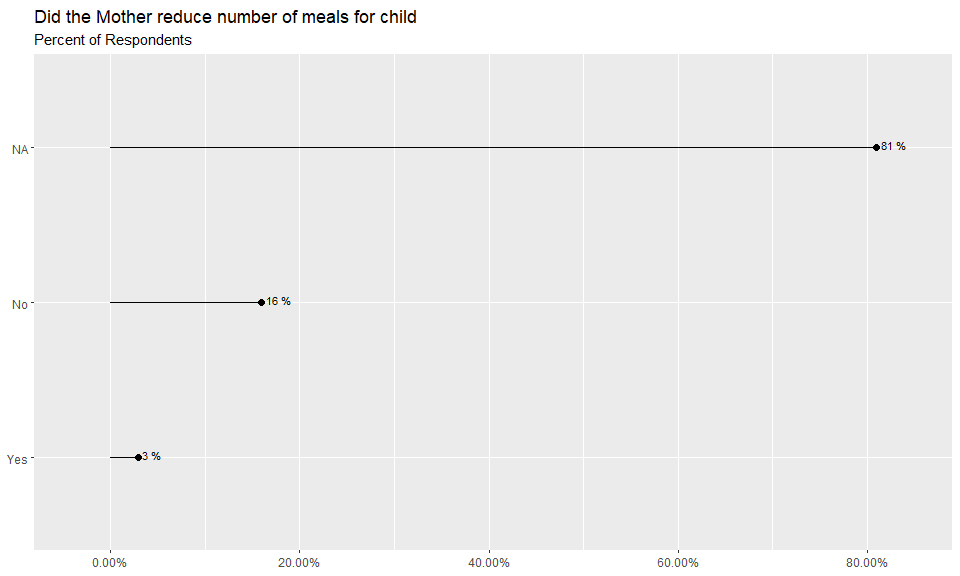 Did the Mother reduce number of meals for child
Percent of Respondents
NA
81 %
No
16 %
Yes
3 %
0.00% 20.00% 40.00% 60.00% 80.00%